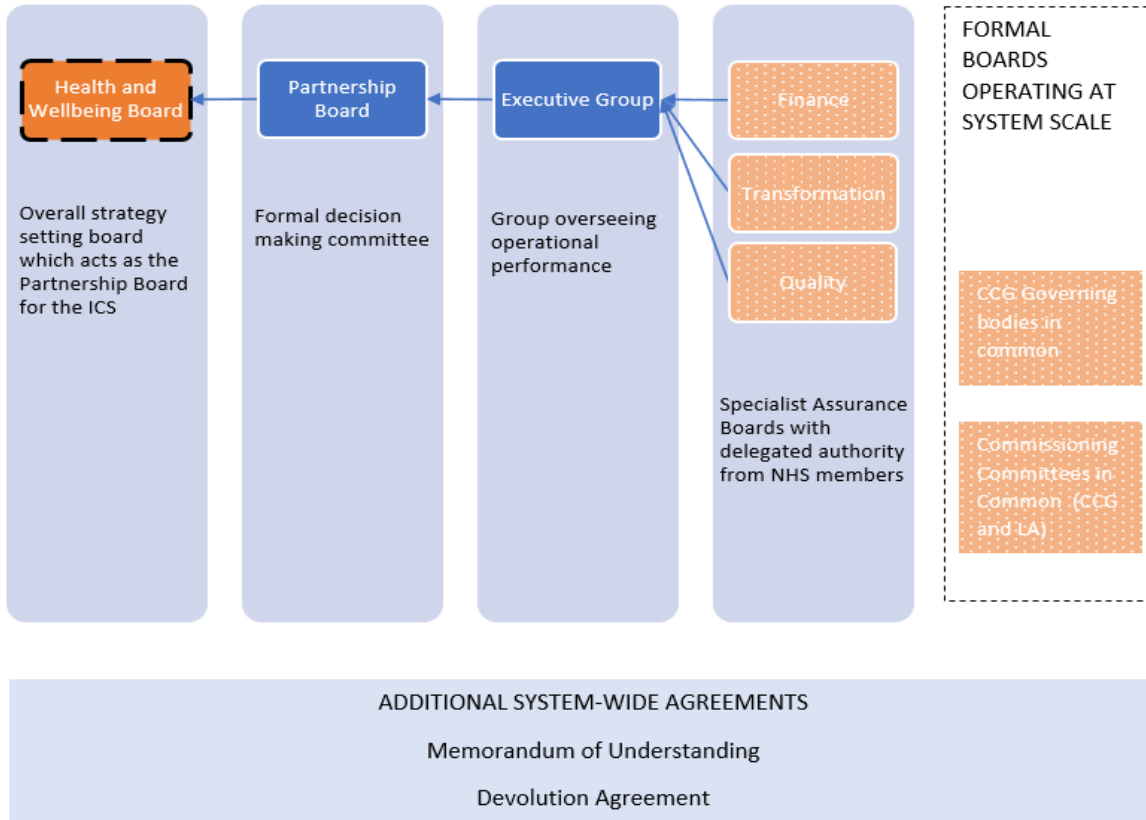 Health and
Wellbeing Board
Overall strategy
setting board
which acts as the
Partnership Board
for the ICS
Partnership
Board
Formal decision
making committee
Executive Group
Group overseeing
operational
performance
Finance
Transformation
Quality
Specialist Assurance
Boards with
delegated authority
from NHS members
FORMAL
BOARDS
OPERATING AT
SYSTEM SCALE
CCG Governing
bodies in
common
Commissioning
Committees in
Common (CCG
and LA)
ADDITIONAL SYSTEM-WIDE AGREEMENTS
Memorandum of Understanding
Devolution Agreement